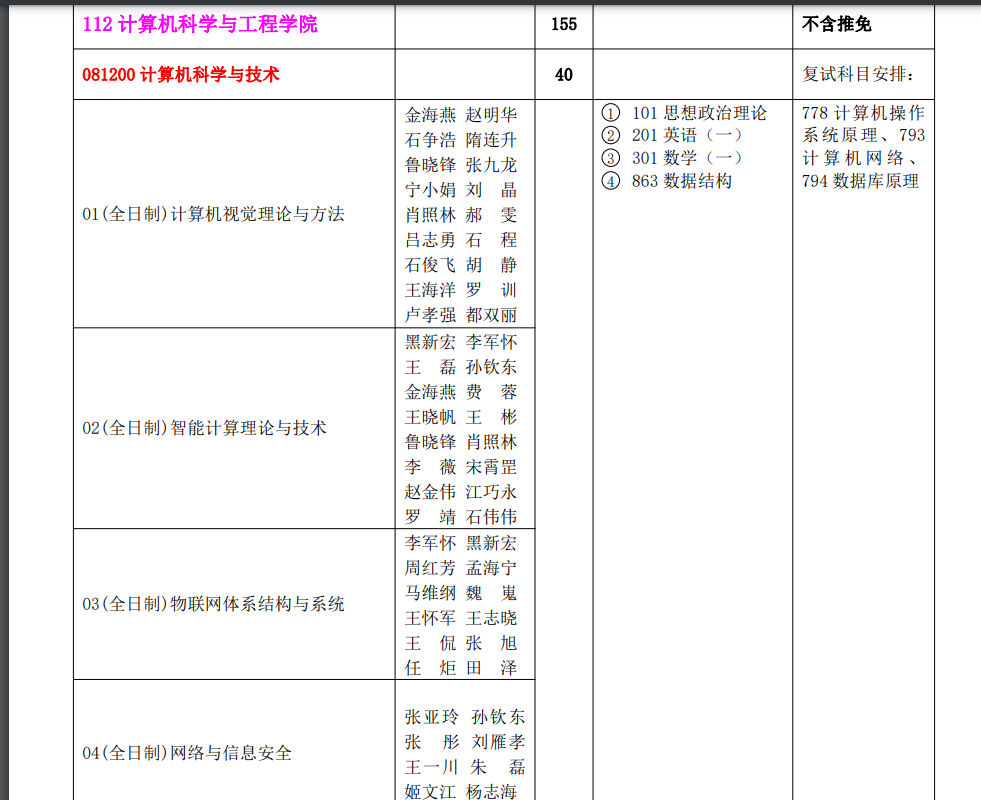 112 计算机科学与工程学院
155
不含推免
081200 计算机科学与技术
40
复试科目安排：
01(全日制)计算机视觉理论与方法
金海燕 赵明华
石争浩 隋连升
鲁晓锋 张九龙
宁小娟 刘 晶
肖照林 郝 雯
吕志勇 石 程
石俊飞 胡 静
王海洋 罗 训
卢孝强 都双丽
① 101 思想政治理论
② 201 英语（一）
③ 301 数学（一）
④ 863 数据结构
778 计算机操作
系统原理、793
计算机网络、
794 数据库原理
02(全日制)智能计算理论与技术
黑新宏 李军怀
王 磊 孙钦东
金海燕 费 蓉
王晓帆 王 彬
鲁晓锋 肖照林
李 薇 宋霄罡
赵金伟 江巧永
罗 靖 石伟伟
03(全日制)物联网体系结构与系统
李军怀 黑新宏
周红芳 孟海宁
马维纲 魏 嵬
王怀军 王志晓
王 侃 张 旭
任 炬 田 泽
04(全日制)网络与信息安全
张亚玲 孙钦东
张 彤 刘雁孝
王一川 朱 磊
姬文江 杨志海